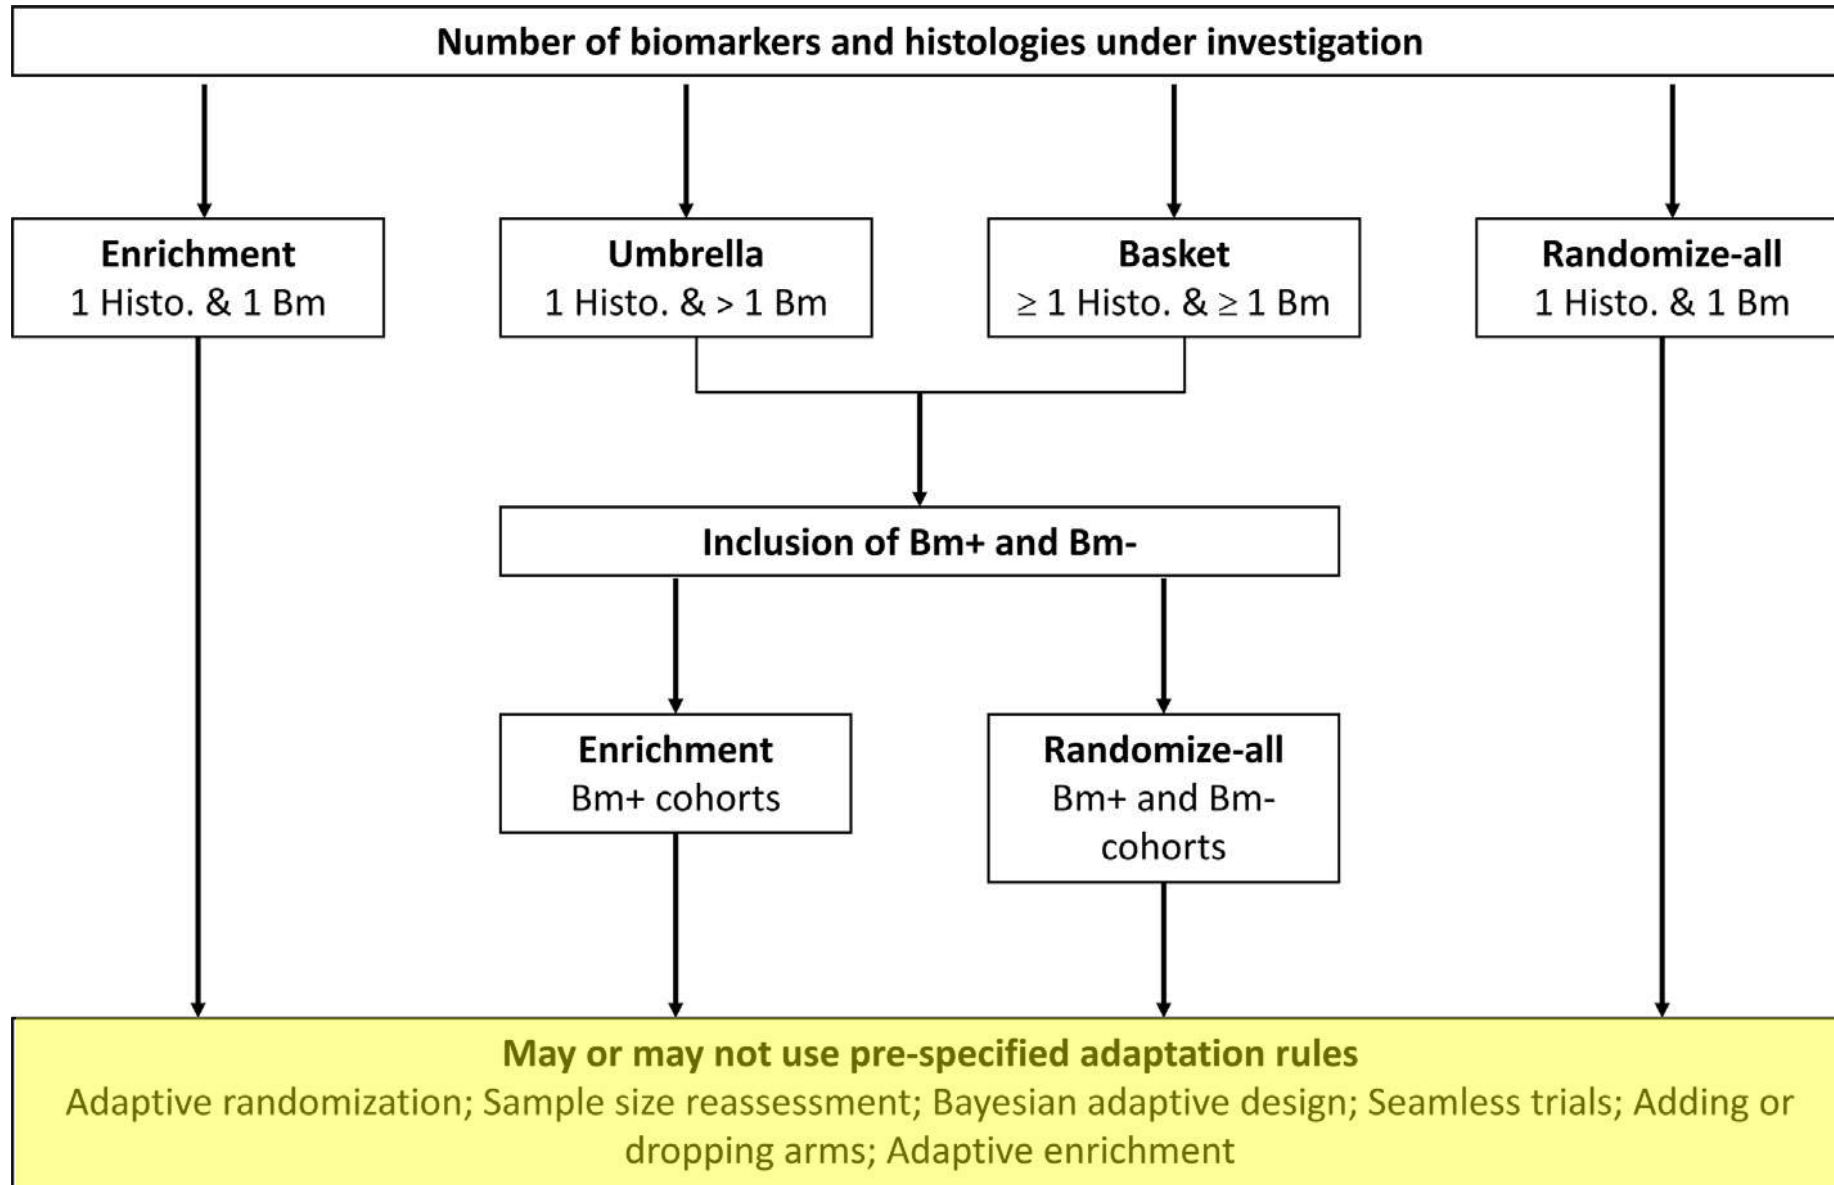 Number of biomarkers and histologies under investigation
Enrichment
1 Histo. & 1 Bm
Umbrella
1 Histo. & > 1 Bm
Basket
≥ 1 Histo. & ≥ 1 Bm
Randomize-all
1 Histo. & 1 Bm
Inclusion of Bm+ and Bm-
Enrichment
Bm+ cohorts
Randomize-all
Bm+ and Bm-
cohorts
May or may not use pre-specified adaptation rules
Adaptive randomization; Sample size reassessment; Bayesian adaptive design; Seamless trials; Adding or
dropping arms; Adaptive enrichment